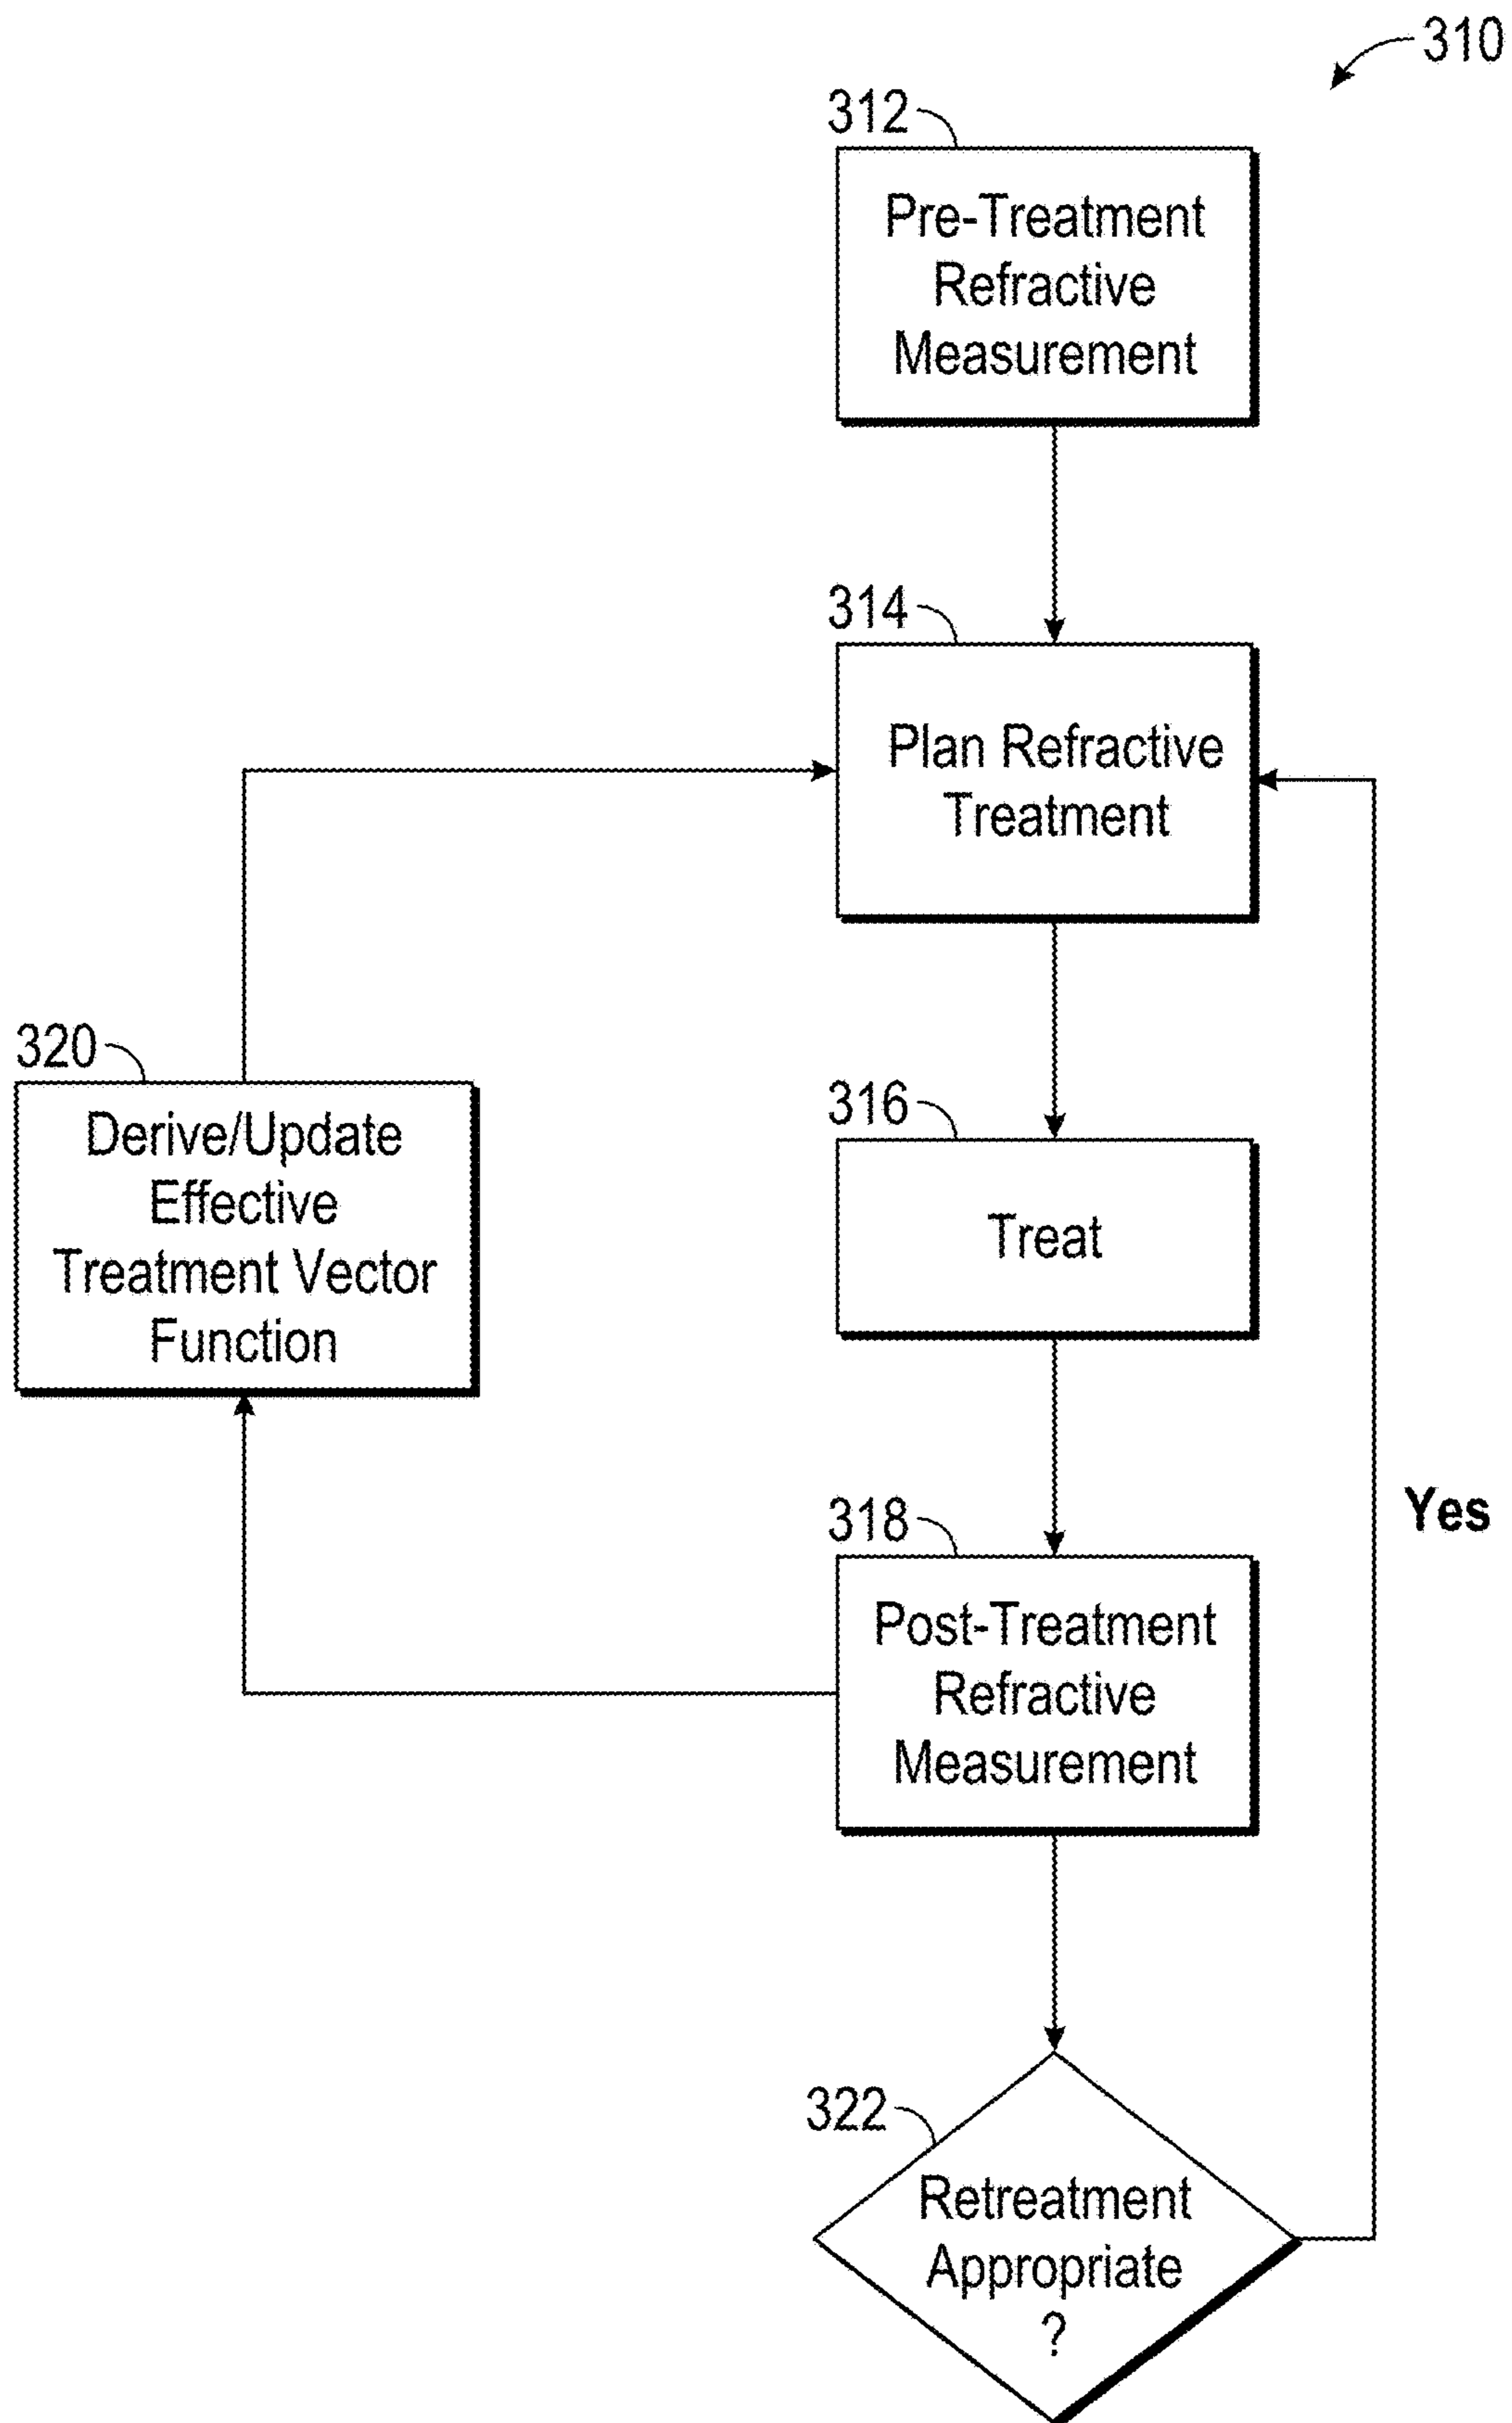 310
312
Pre-Treatment
Refractive
Measurement
314
Plan Refractive
Treatment
320
Derive/Update
Effective
Treatment Vector
Function
316
Treat
318
Post-Treatment
Refractive
Measurement
Yes
322
Retreatment
Appropriate
?